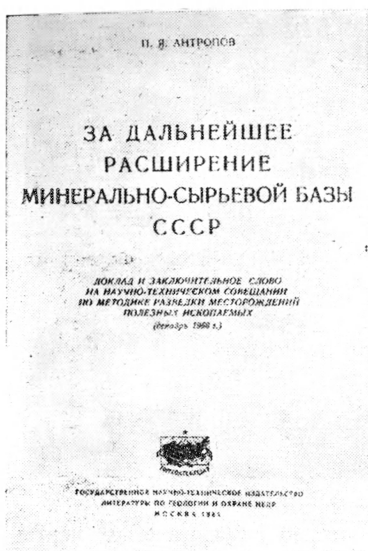 П. Я. АНТРОПОВ
ЗА ДАЛЬНЕЙШЕЕ
РАСШИРЕНИЕ
МИНЕРАЛЬНО-СЫРЬЕВОЙ БАЗЫ
СССР
ДОКЛАД И ЗАКЛЮЧИТЕЛЬНОЕ СЛОВО
НА НАУЧНО-ТЕХНИЧЕСКОМ СОВЕЩАНИИ
ПО МЕТОДИКЕ РАЗВЕДКИ МЕСТОРОЖДЕНИЙ
ПОЛЕЗНЫХ ИСКОПАЕМЫХ
(декабрь г.)
ГОСУДАРСТВЕННОЕ НАУЧНО-ТЕХНИЧЕСКОЕ ИЗДАТЕЛЬСТВО
ЛИТЕРАТУРЫ ПО ГЕОЛОГИИ И ОХРАНЕ НЕДР
МОСКВА